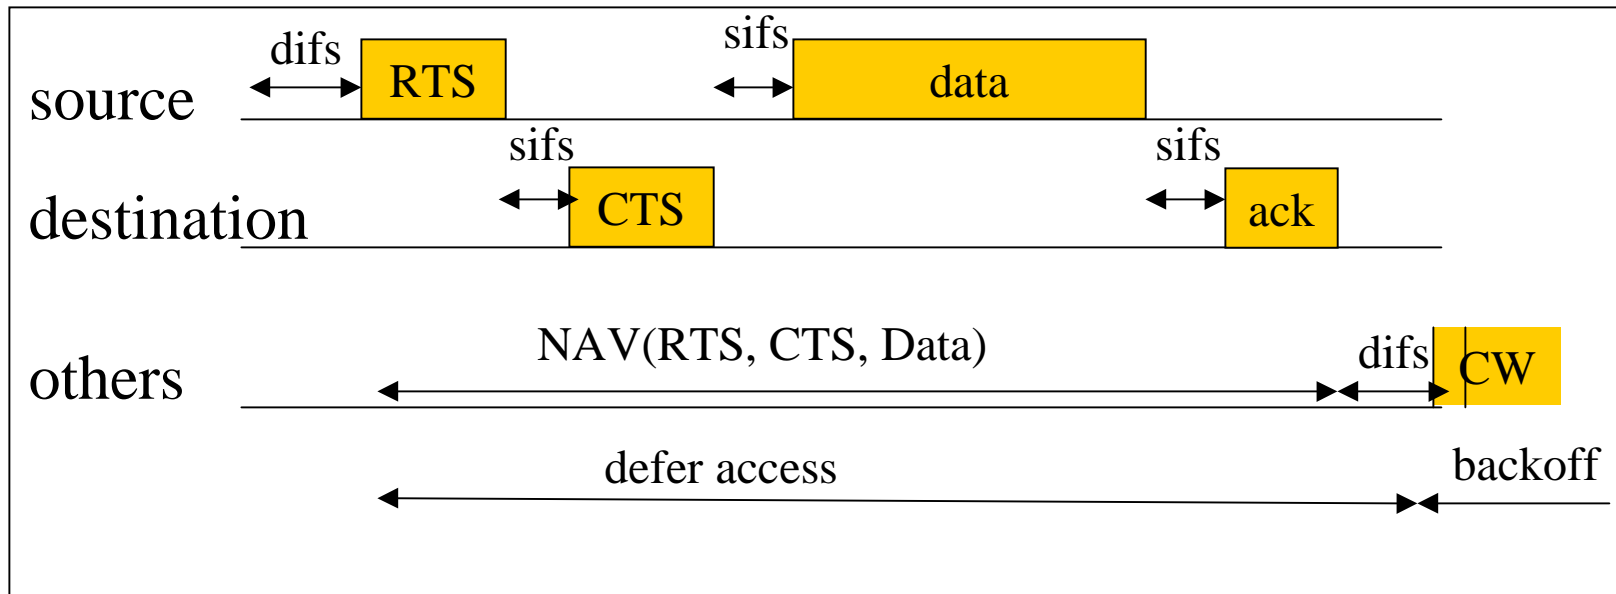 difs
sifs
source
RTS
data
sifs
sifs
destination
CTS
ack
NAV(RTS, CTS, Data)
difs
others
CW
defer access
backoff